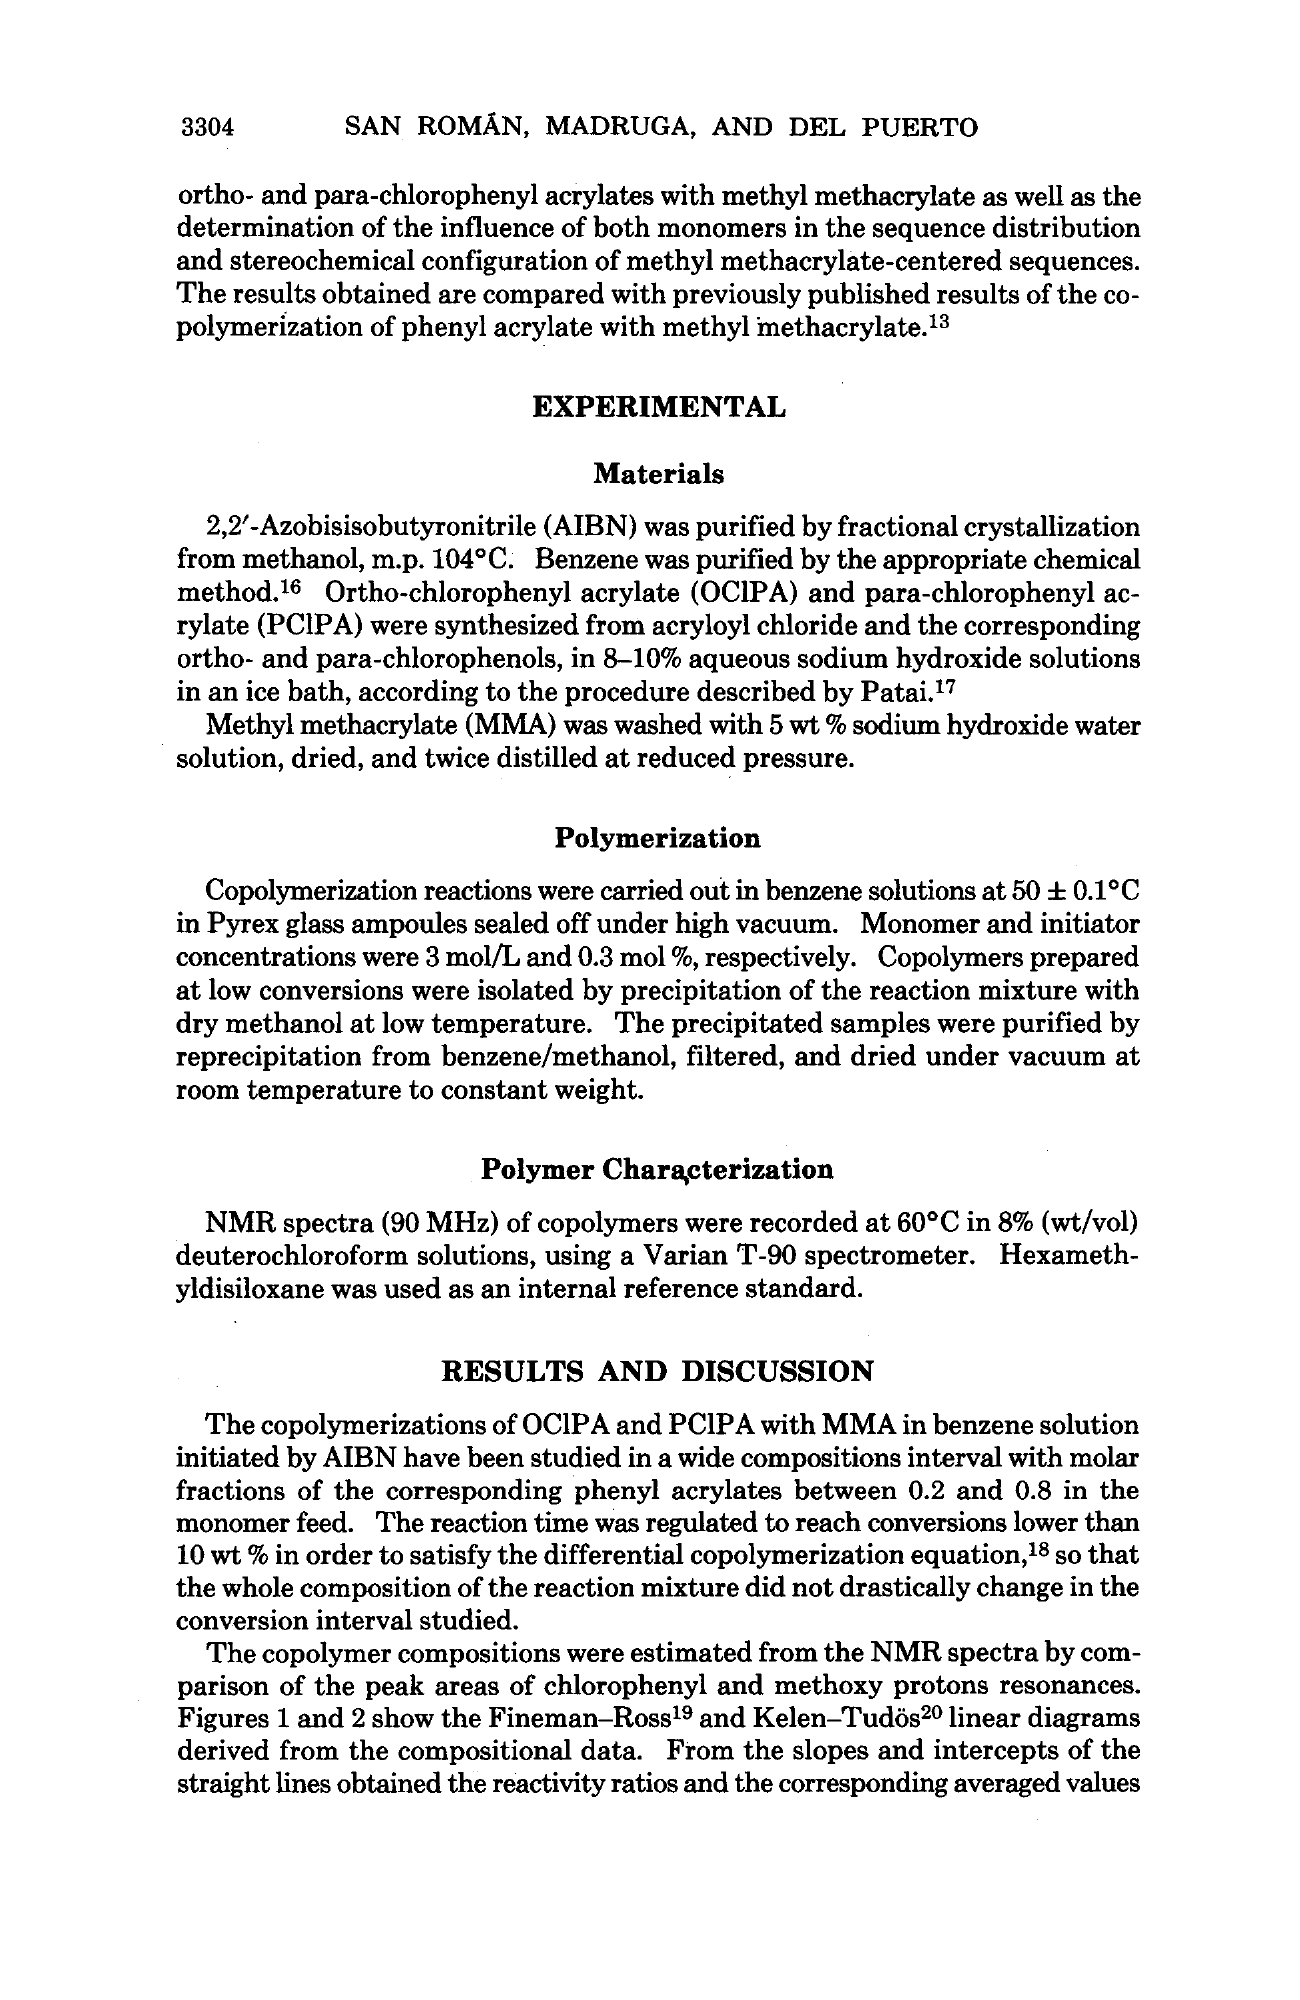 3304 SAN ROMÁN, MADRUGA, AND DEL PUERTO
ortho- and para-chlorophenyl acrylates with methyl methacrylate as well as the
determination of the influence of both monomers in the sequence distribution
and stereochemical configuration of methyl methacrylate-centered sequences.
The results obtained are compared with previously published results of the co-
polymerization of phenyl acrylate with methyl methacrylate.¹³
EXPERIMENTAL
Materials
2,2′-Azobisisobutyronitrile (AIBN) was purified by fractional crystallization
from methanol, m.p. 104°C. Benzene was purified by the appropriate chemical
method.¹⁶ Ortho-chlorophenyl acrylate (OClPA) and para-chlorophenyl ac-
rylate (PClPA) were synthesized from acryloyl chloride and the corresponding
ortho- and para-chlorophenols, in 8–10% aqueous sodium hydroxide solutions
in an ice bath, according to the procedure described by Patai.¹⁷
Methyl methacrylate (MMA) was washed with 5 wt % sodium hydroxide water
solution, dried, and twice distilled at reduced pressure.
Polymerization
Copolymerization reactions were carried out in benzene solutions at 50 ± 0.1°C
in Pyrex glass ampoules sealed off under high vacuum. Monomer and initiator
concentrations were 3 mol/L and 0.3 mol %, respectively. Copolymers prepared
at low conversions were isolated by precipitation of the reaction mixture with
dry methanol at low temperature. The precipitated samples were purified by
reprecipitation from benzene/methanol, filtered, and dried under vacuum at
room temperature to constant weight.
Polymer Characterization
NMR spectra (90 MHz) of copolymers were recorded at 60°C in 8% (wt/vol)
deuterochloroform solutions, using a Varian T-90 spectrometer. Hexameth-
yldisiloxane was used as an internal reference standard.
RESULTS AND DISCUSSION
The copolymerizations of OClPA and PClPA with MMA in benzene solution
initiated by AIBN have been studied in a wide compositions interval with molar
fractions of the corresponding phenyl acrylates between 0.2 and 0.8 in the
monomer feed. The reaction time was regulated to reach conversions lower than
10 wt % in order to satisfy the differential copolymerization equation,¹⁸ so that
the whole composition of the reaction mixture did not drastically change in the
conversion interval studied.
The copolymer compositions were estimated from the NMR spectra by com-
parison of the peak areas of chlorophenyl and methoxy protons resonances.
Figures 1 and 2 show the Fineman–Ross¹⁹ and Kelen–Tudös²⁰ linear diagrams
derived from the compositional data. From the slopes and intercepts of the
straight lines obtained the reactivity ratios and the corresponding averaged values